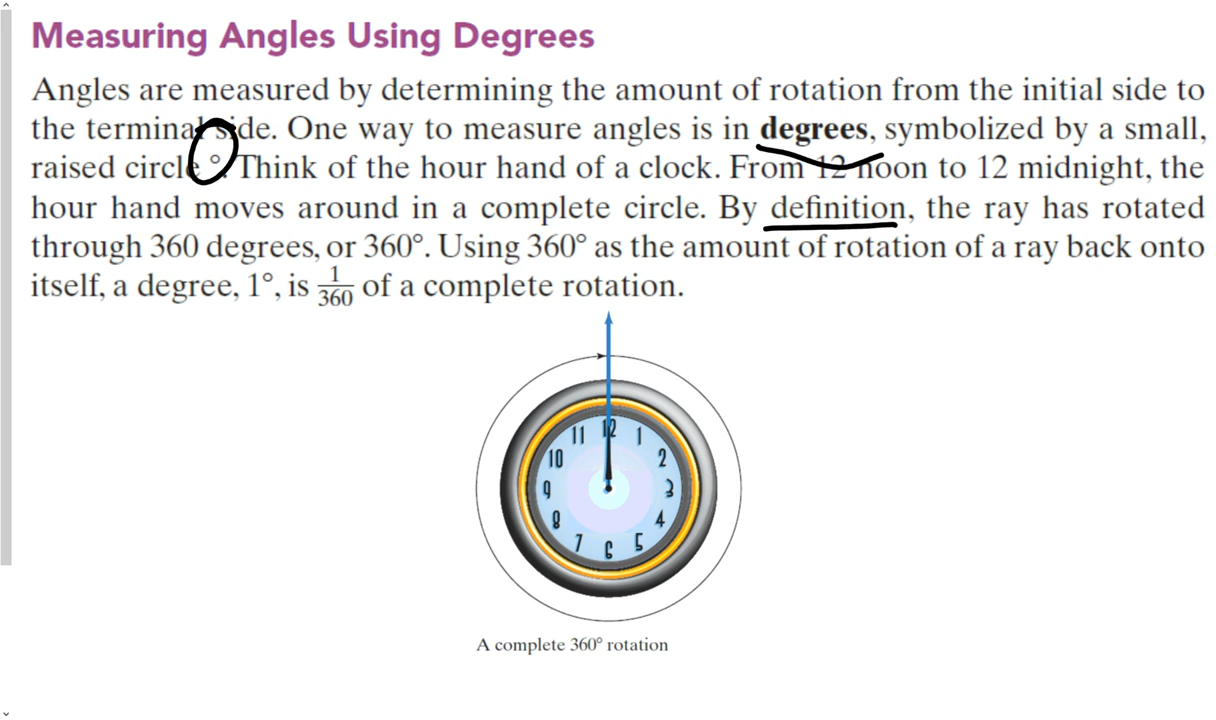 Measuring Angles Using Degrees
Angles are measured by determining the amount of rotation from the initial side to
the terminal side. One way to measure angles is in degrees, symbolized by a small,
raised circle °. Think of the hour hand of a clock. From 12 noon to 12 midnight, the
hour hand moves around in a complete circle. By definition, the ray has rotated
through 360 degrees, or 360°. Using 360° as the amount of rotation of a ray back onto
itself, a degree, 1°, is 1/360 of a complete rotation.
11 12 1
10 2
9 3
8 4
7 6 5
A complete 360° rotation